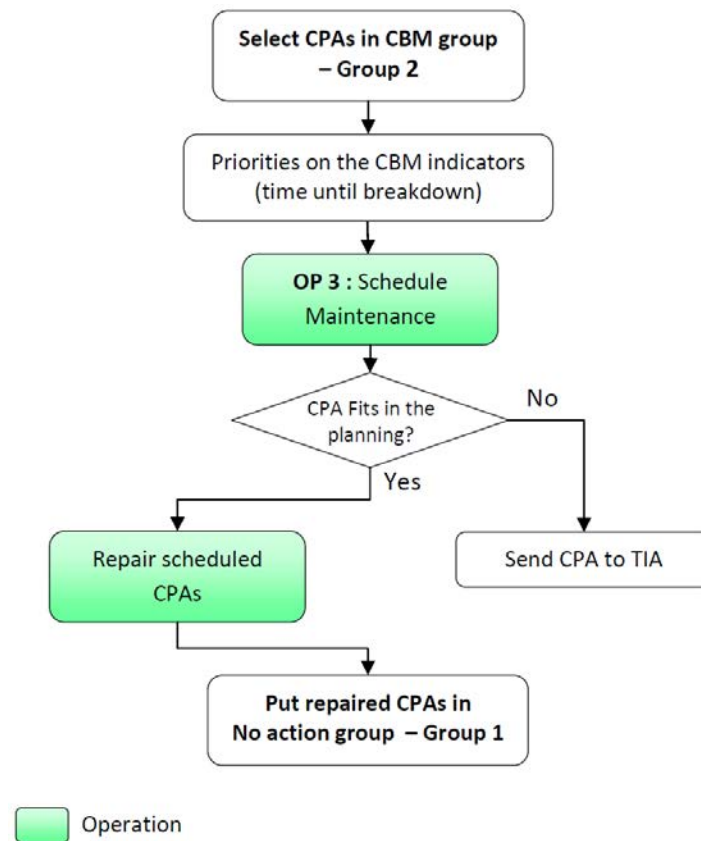 Select CPAs in CBM group
– Group 2
Priorities on the CBM indicators
(time until breakdown)
OP 3 : Schedule
Maintenance
CPA Fits in the
planning?
No
Yes
Repair scheduled
CPAs
Send CPA to TIA
Put repaired CPAs in
No action group – Group 1
Operation